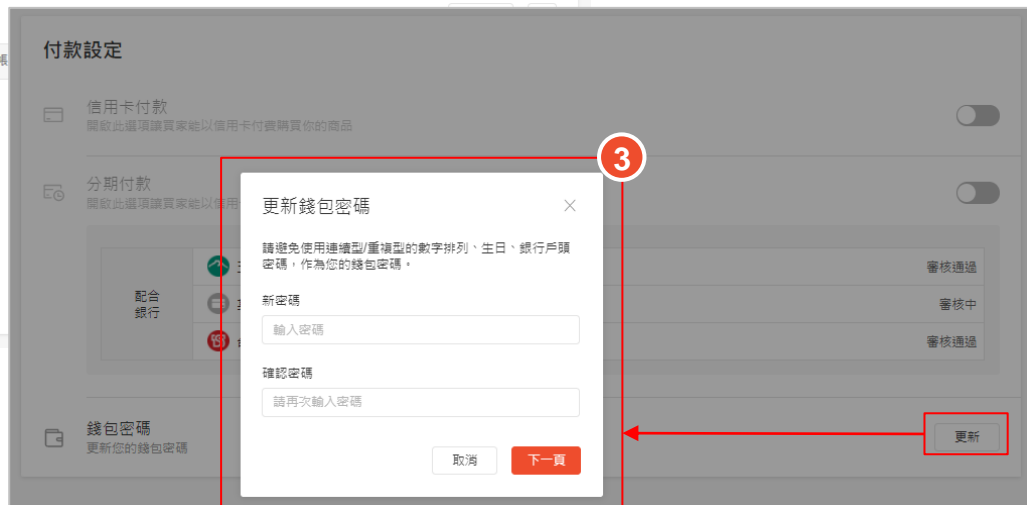 付款設定
信用卡付款
開啟此選項讓買家能以信用卡付費購買你的商品
3
分期付款
開啟此選項讓買家能以信用
配合
銀行
審核通過
審核中
審核通過
更新錢包密碼
請避免使用連續型/重複型的數字排列、生日、銀行戶頭
密碼，作為您的錢包密碼。
新密碼
輸入密碼
確認密碼
請再次輸入密碼
取消
下一頁
錢包密碼
更新您的錢包密碼
更新